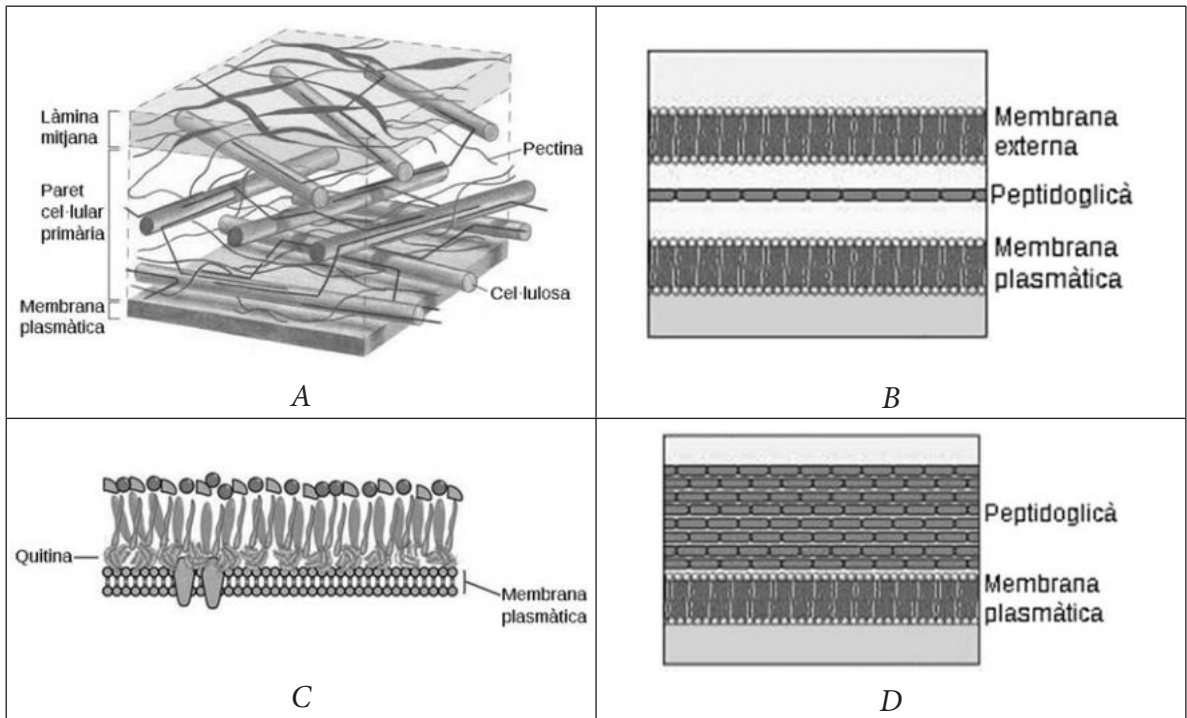 Làmina
mitjana
Pectina
Paret
cel·lular
primària
Cel·lulosa
Membrana
plasmàtica
A
Membrana
externa
Peptidoglicà
Membrana
plasmàtica
B
Quitina
Membrana
plasmàtica
C
Peptidoglicà
Membrana
plasmàtica
D